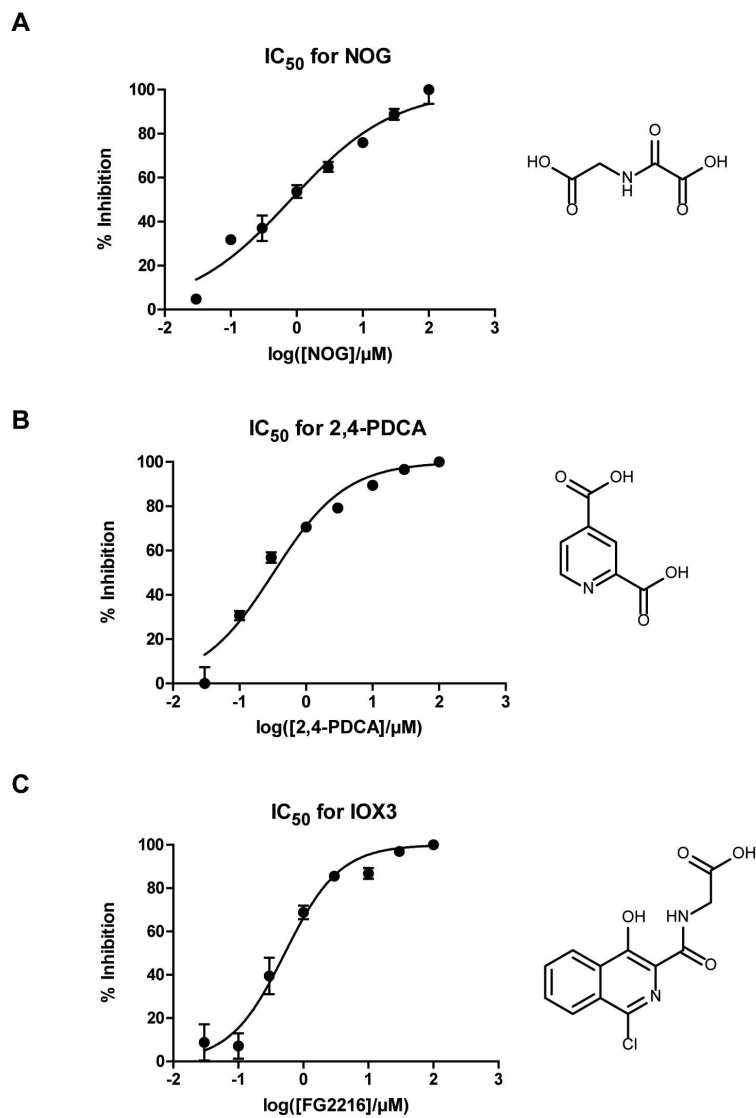 A
IC50 for NOG
100
80
60
40
20
0
% Inhibition
-2 -1 0 1 2 3
log([NOG]/µM)
HO
O
N
H
O
O
OH
B
IC50 for 2,4-PDCA
100
80
60
40
20
0
% Inhibition
-2 -1 0 1 2 3
log([2,4-PDCA]/µM)
O
OH
N
OH
O
C
IC50 for IOX3
100
80
60
40
20
0
% Inhibition
-2 -1 0 1 2 3
log([FG2216]/µM)
O
OH
OH
HN
O
N
Cl